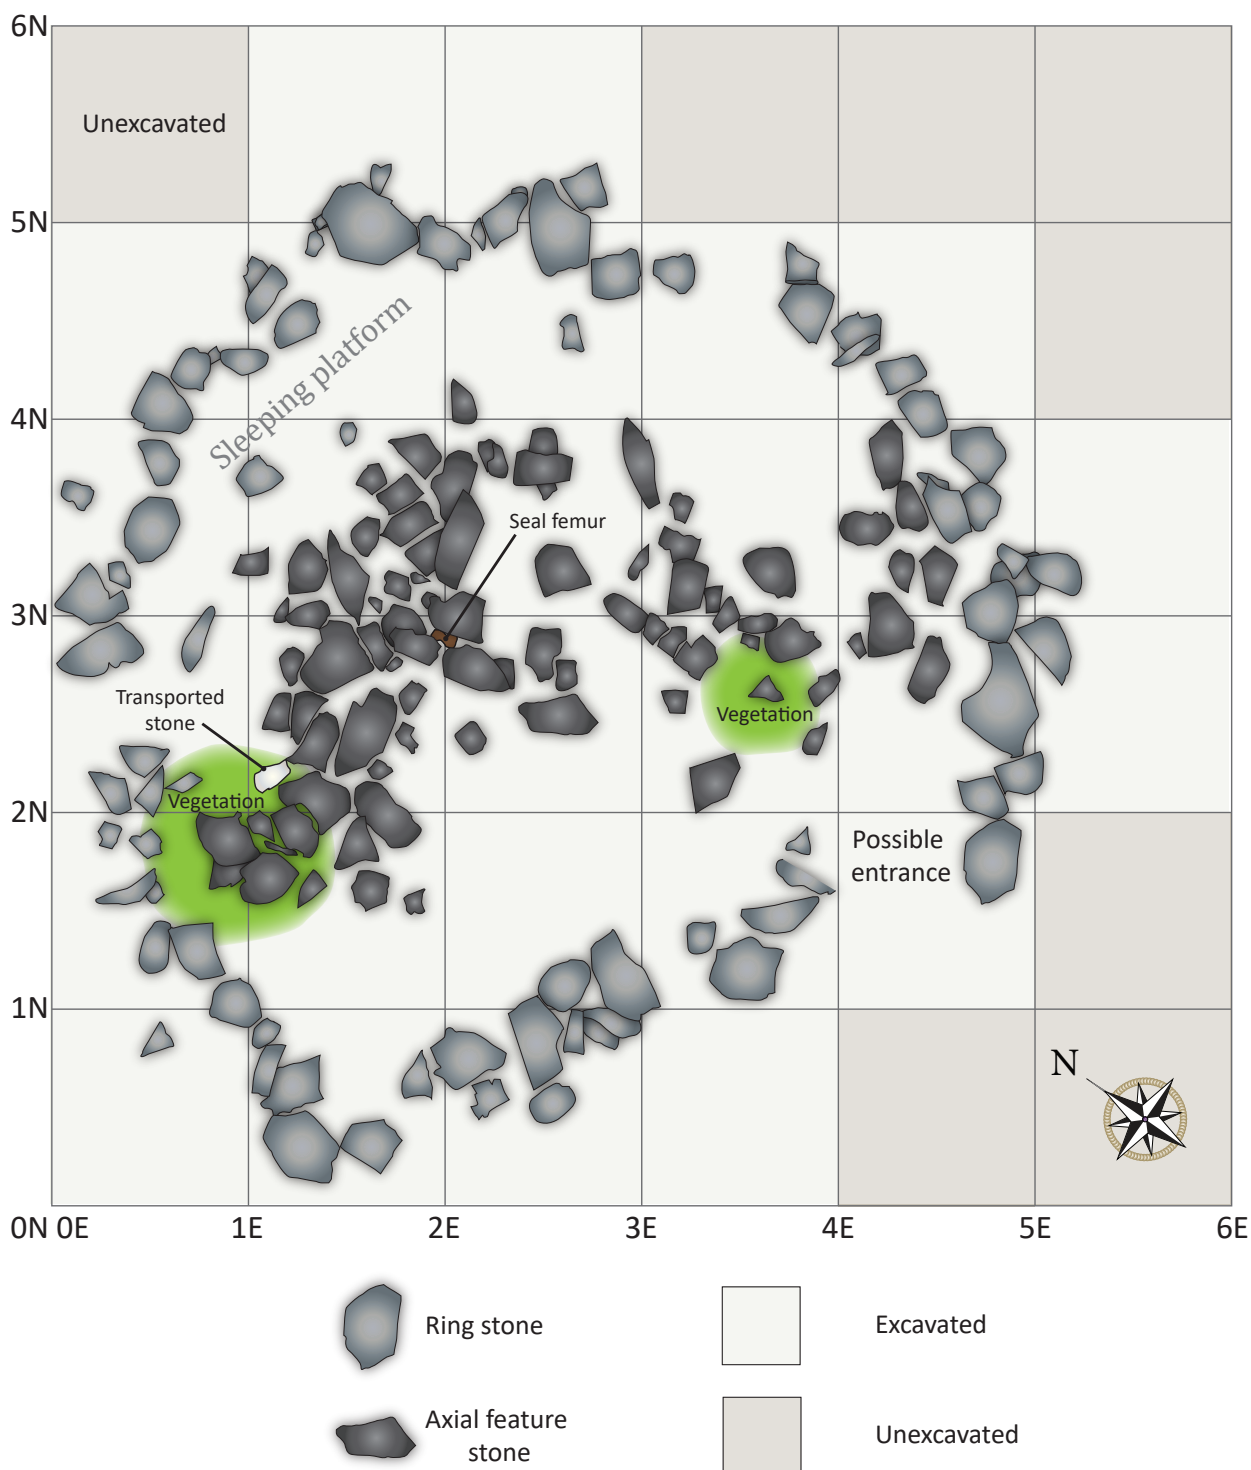 6N
Unexcavated
5N
Sleeping platform
4N
Seal femur
3N
Transported
stone
Vegetation
Vegetation
2N
Possible
entrance
1N
N
0N 0E
1E
2E
3E
4E
5E
6E
Ring stone
Excavated
Axial feature
stone
Unexcavated